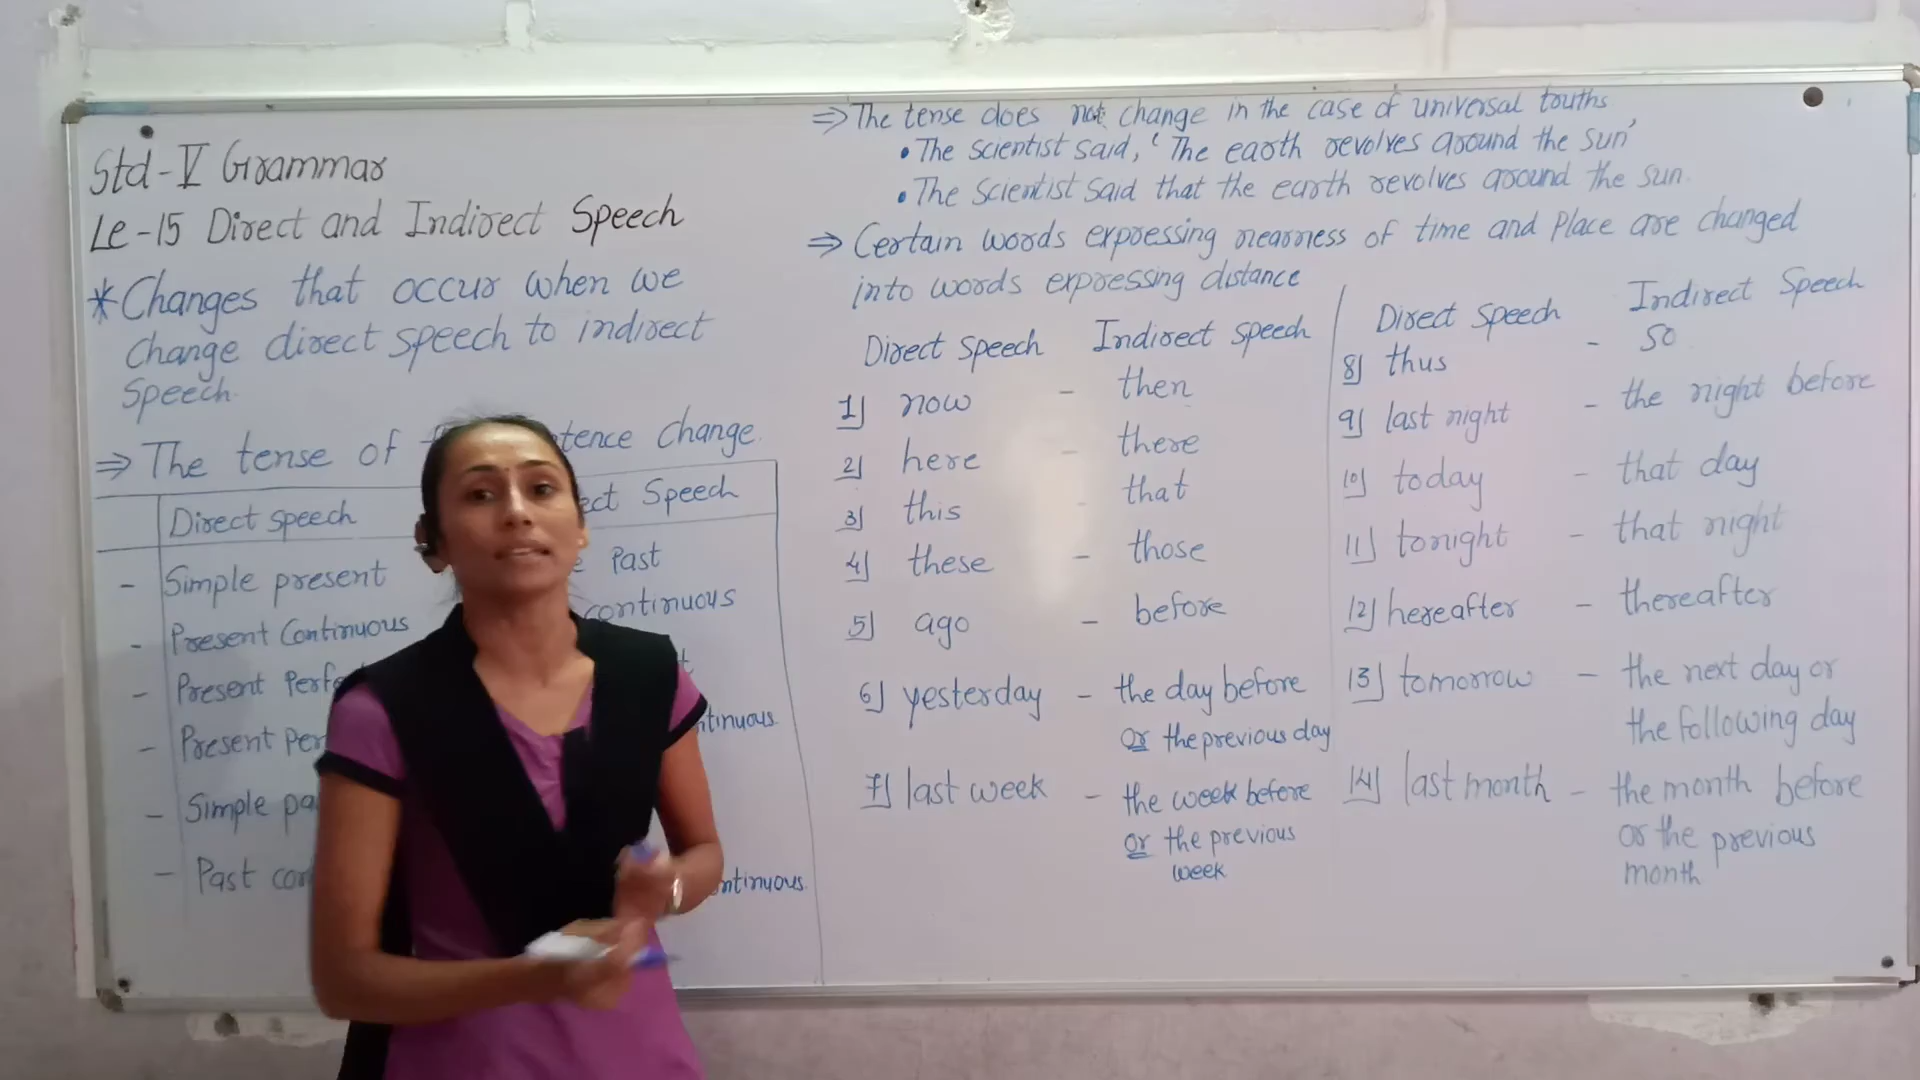 Std-V Grammar
Le-15 Direct and Indirect Speech
*Changes that occur when we
Change direct speech to indirect
Speech.
⇒ The tense of tence change.
Direct speech ect Speech
- Simple present Past
- Present Continuous continuous
- Present Perfe
- Present Per ntinuous
- Simple pa
- Past con ntinuous
⇒ The tense does not change in the case of universal truths
• The scientist said, ‘The earth revolves around the sun’
• The scientist said that the earth revolves around the sun.
⇒ Certain words expressing nearness of time and place are changed
into words expressing distance
Direct speech Indirect speech
1) now - then
2) here - there
3) this - that
4) these - those
5) ago - before
6) yesterday - the day before
or the previous day
7) last week - the week before
or the previous
week
Direct speech Indirect Speech
8) thus - so
9) last night - the night before
10) today - that day
11) tonight - that night
12) hereafter - thereafter
13) tomorrow - the next day or
the following day
14) last month - the month before
or the previous
month